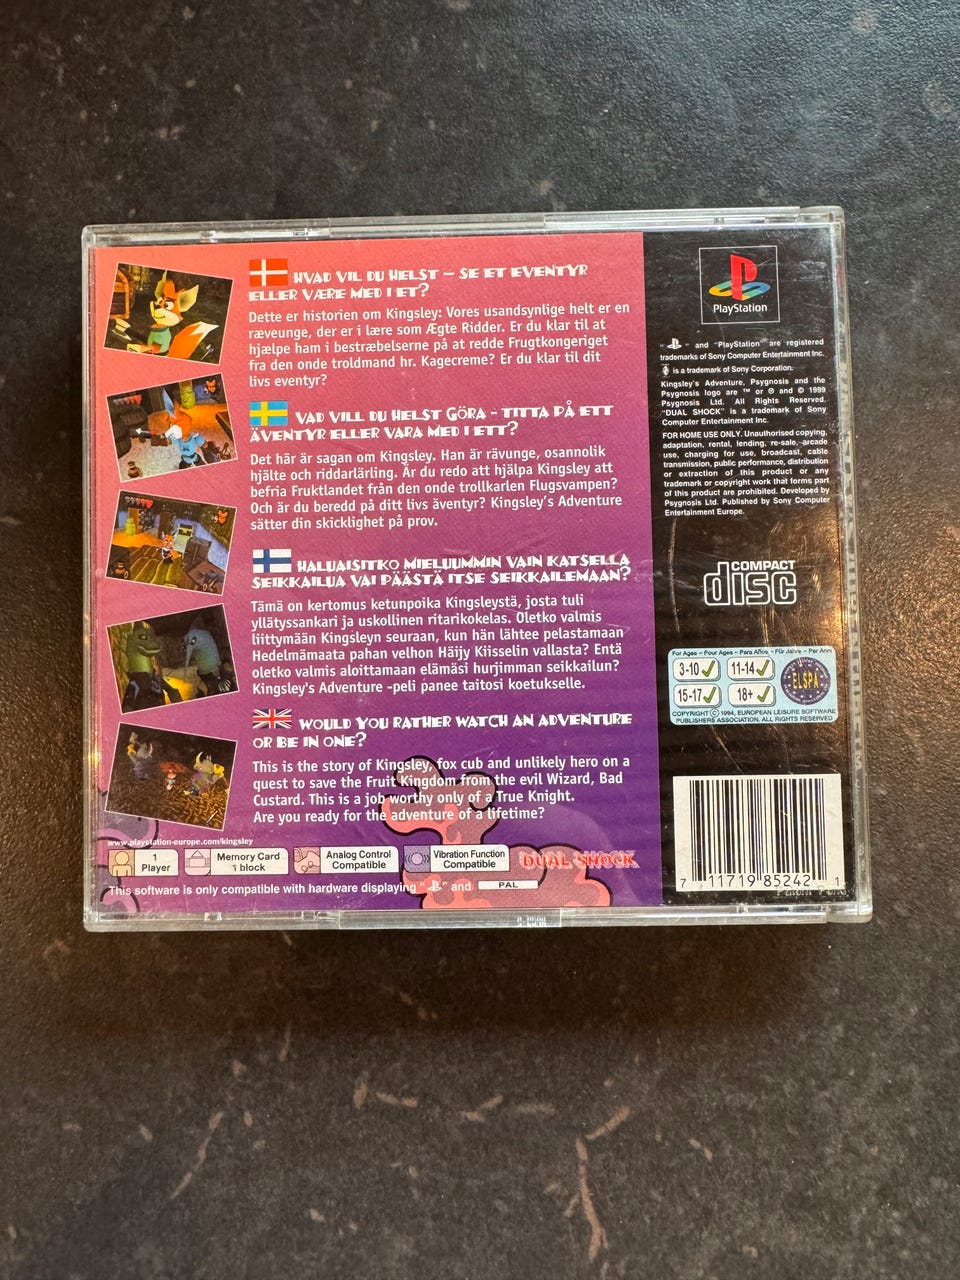 HVAD VIL DU HELST – SE ET EVENTYR
ELLER VÆRE MED I ET?
Dette er historien om Kingsley: Vores usandsynlige helt er en
ræveunge, der er i lære som Ægte Ridder. Er du klar til at
hjælpe ham i bestræbelserne på at redde Frugtkongeriget
fra den onde troldmand hr. Kagecreme? Er du klar til dit
livs eventyr?
VAD VILL DU HELST GÖRA - TITTA PÅ ETT
ÄVENTYR ELLER VARA MED I ETT?
Det här är sagan om Kingsley. Han är rävunge, osannolik
hjälte och riddarlärling. Är du redo att hjälpa Kingsley att
befria Fruktlandet från den onde trollkarlen Flugsvampen?
Och är du beredd på ditt livs äventyr? Kingsley's Adventure
sätter din skicklighet på prov.
HALUAISITKO MIELUUMMIN VAIN KATSELLA
SEIKKAILUA VAI PÄÄSTÄ ITSE SEIKKAILEMAAN?
Tämä on kertomus ketunpoika Kingsleystä, josta tuli
yllätyssankari ja uskollinen ritarikokelas. Oletko valmis
liittymään Kingsleyn seuraan, kun hän lähtee pelastamaan
Hedelmämaata pahan velhon Häijy Kiisselin vallasta? Entä
oletko valmis aloittamaan elämäsi hurjimman seikkailun?
Kingsley's Adventure -peli panee taitosi koetukselle.
WOULD YOU RATHER WATCH AN ADVENTURE
OR BE IN ONE?
This is the story of Kingsley, fox cub and unlikely hero on a
quest to save the Fruit Kingdom from the evil Wizard, Bad
Custard. This is a job worthy only of a True Knight.
Are you ready for the adventure of a lifetime?
www.playstation-europe.com/kingsley
1
Player
Memory Card
1 block
Analog Control
Compatible
Vibration Function
Compatible
DUAL SHOCK
This software is only compatible with hardware displaying " " and PAL
PlayStation
" " and "PlayStation" are registered
trademarks of Sony Computer Entertainment Inc.
is a trademark of Sony Corporation.
Kingsley's Adventure, Psygnosis and the
Psygnosis logo are ™ or ® and © 1999
Psygnosis Ltd. All Rights Reserved.
"DUAL SHOCK" is a trademark of Sony
Computer Entertainment Inc.
FOR HOME USE ONLY. Unauthorised copying,
adaptation, rental, lending, re-sale, arcade
use, charging for use, broadcast, cable
transmission, public performance, distribution
or extraction of this product or any
trademark or copyright work that forms part
of this product are prohibited. Developed by
Psygnosis Ltd. Published by Sony Computer
Entertainment Europe.
COMPACT
disc
For Ages - Pour Ages - Para Años - Für Jahre - Per Anni
3-10 11-14
15-17 18+
ELSPA
COPYRIGHT © 1994, EUROPEAN LEISURE SOFTWARE
PUBLISHERS ASSOCIATION. ALL RIGHTS RESERVED
7 11719 85242 1